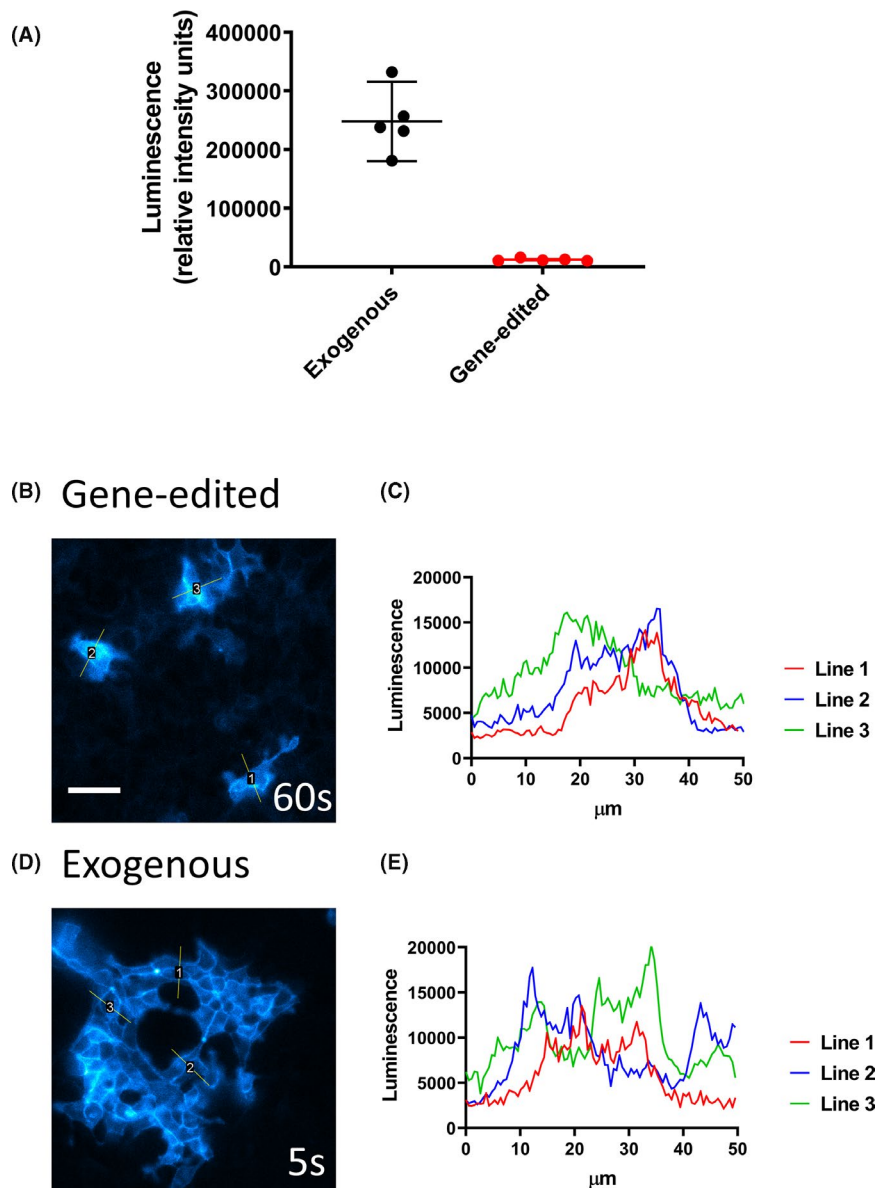 (A)
Luminescence
(relative intensity units)
400000
300000
200000
100000
0
Exogenous
Gene-edited
(B) Gene-edited
3
2
1
60s
(C)
Luminescence
20000
15000
10000
5000
0
0 10 20 30 40 50
μm
Line 1
Line 2
Line 3
(D) Exogenous
1
3
2
5s
(E)
Luminescence
20000
15000
10000
5000
0
0 10 20 30 40 50
μm
Line 1
Line 2
Line 3